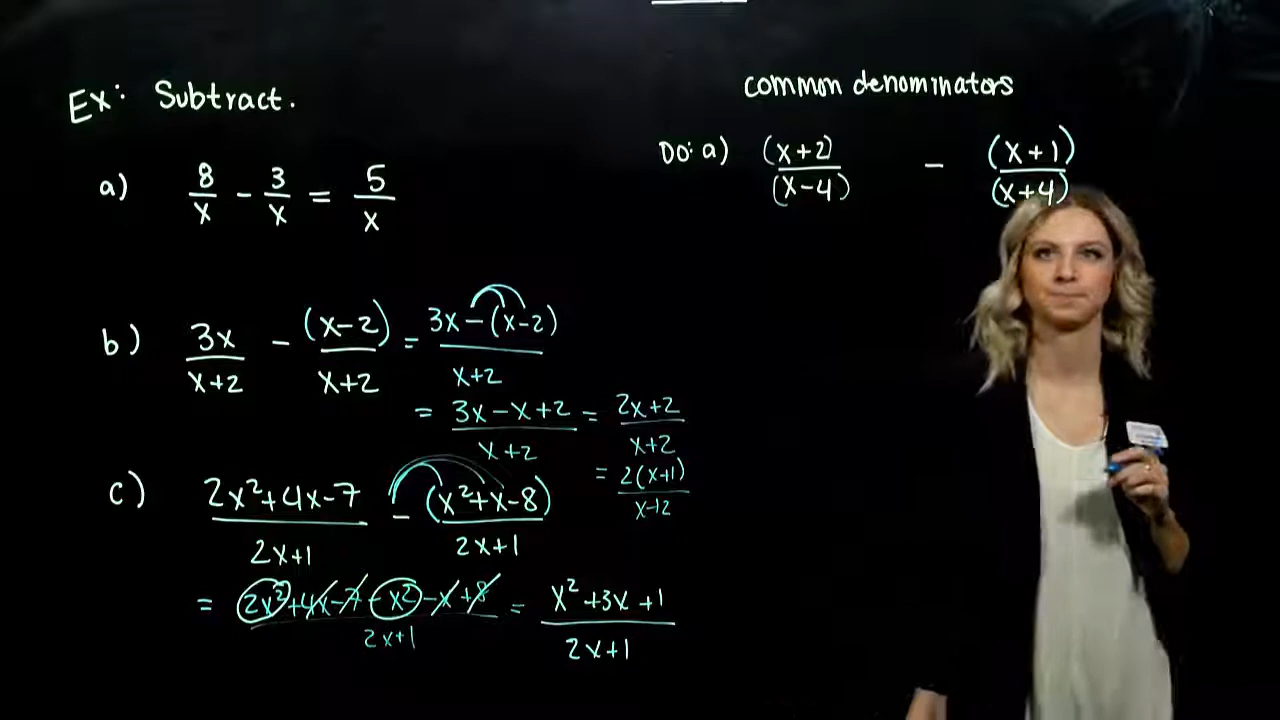 Ex: Subtract.
a) 8/x - 3/x = 5/x
b) 3x/(x+2) - (x-2)/(x+2) = (3x-(x-2))/(x+2)
= (3x-x+2)/(x+2) = (2x+2)/(x+2)
= 2(x+1)/(x+2)
c) (2x²+4x-7)/(2x+1) - (x²+x-8)/(2x+1)
= (2x²+4x-7-x²-x+8)/(2x+1) = (x²+3x+1)/(2x+1)
common denominators
DO: a) (x+2)/(x-4) - (x+1)/(x+4)